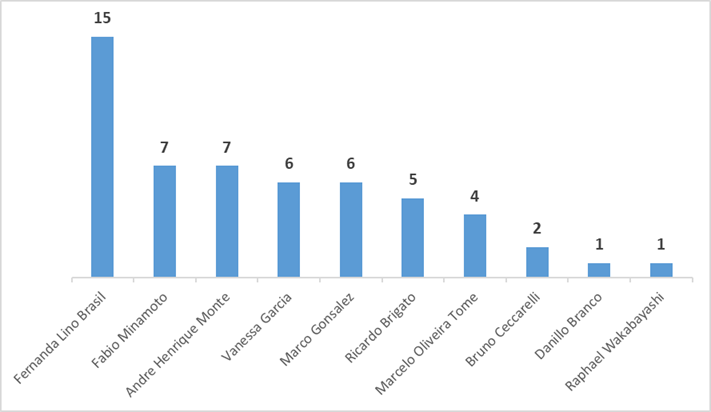 15
7
7
6
6
5
4
2
1
1
Fernanda Lino Brasil
Fabio Minamoto
Andre Henrique Monte
Vanessa Garcia
Marco Gonsalez
Ricardo Brigato
Marcelo Oliveira Tome
Bruno Ceccarelli
Danillo Branco
Raphael Wakabayashi